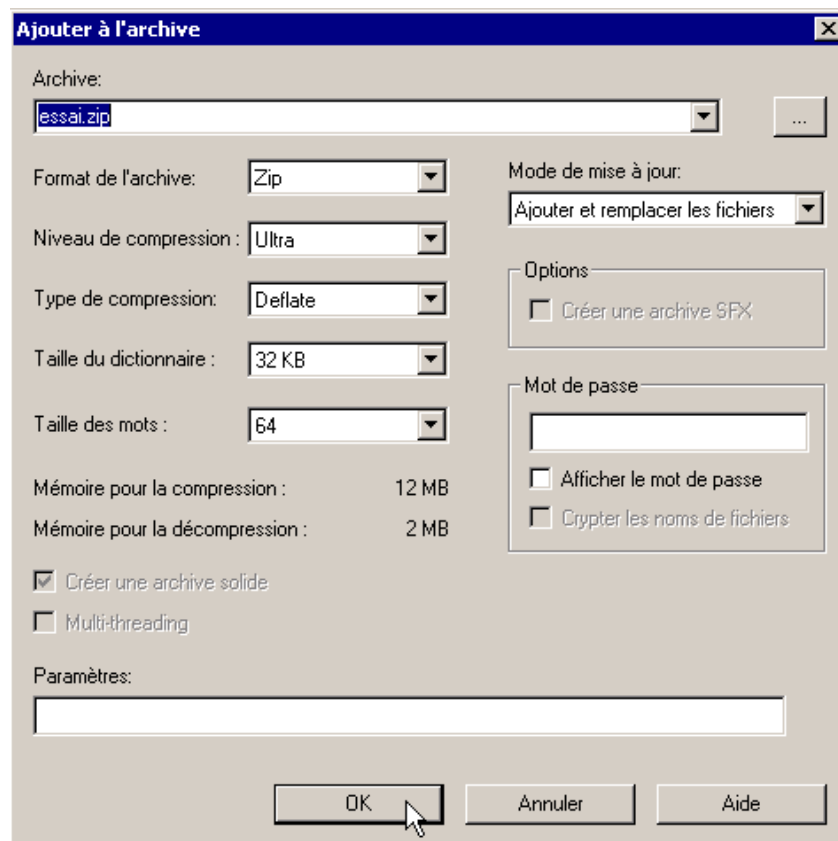 Ajouter à l'archive
Archive:
essai.zip
...
Format de l'archive:
Zip
Niveau de compression :
Ultra
Type de compression:
Deflate
Taille du dictionnaire :
32 KB
Taille des mots :
64
Mémoire pour la compression :
12 MB
Mémoire pour la décompression :
2 MB
Créer une archive solide
Multi-threading
Mode de mise à jour:
Ajouter et remplacer les fichiers
Options
Créer une archive SFX
Mot de passe
Afficher le mot de passe
Crypter les noms de fichiers
Paramètres:
OK
Annuler
Aide